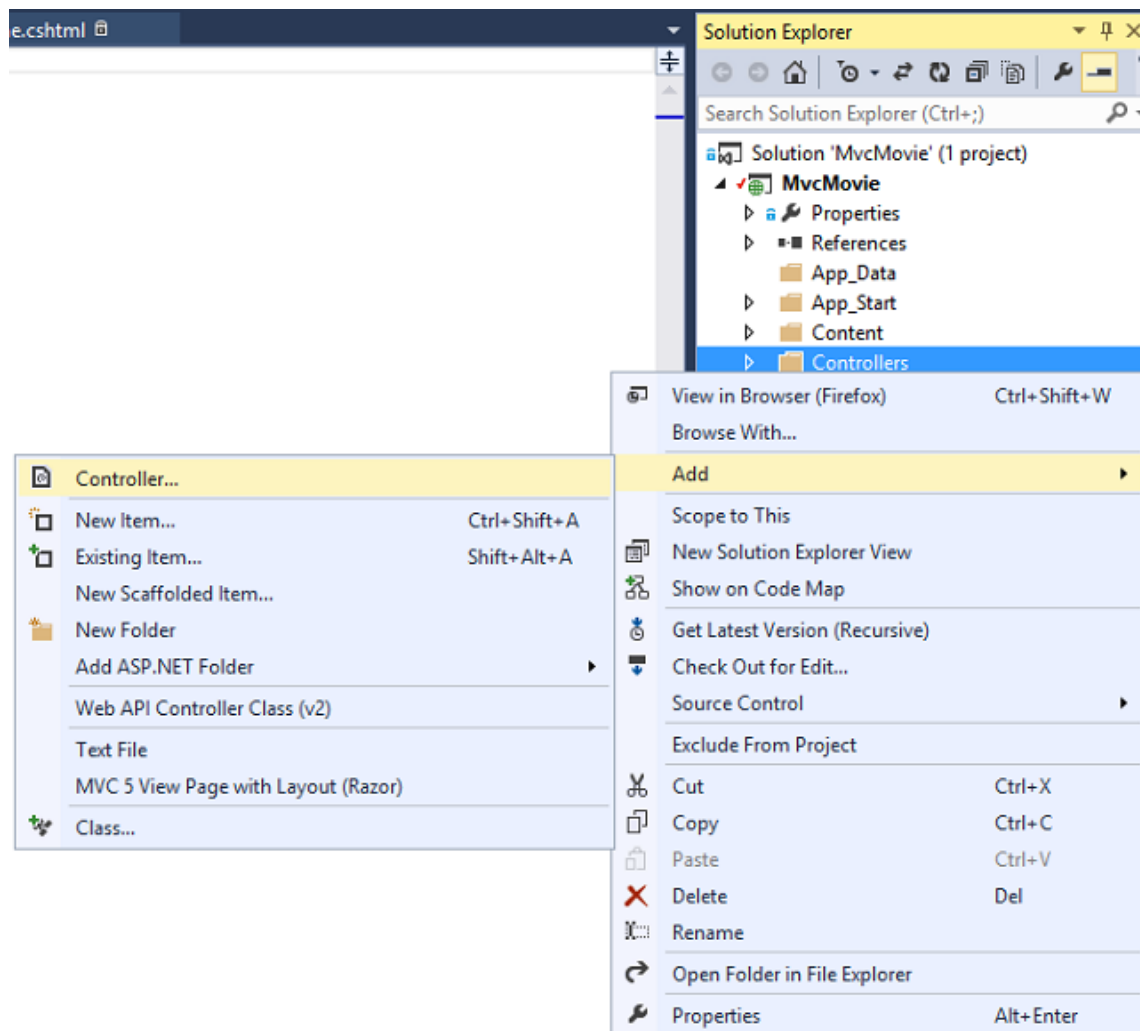 e.cshtml
Solution Explorer
Search Solution Explorer (Ctrl+;)
Solution 'MvcMovie' (1 project)
MvcMovie
Properties
References
App_Data
App_Start
Content
Controllers
View in Browser (Firefox) Ctrl+Shift+W
Browse With...
Add
Scope to This
New Solution Explorer View
Show on Code Map
Get Latest Version (Recursive)
Check Out for Edit...
Source Control
Exclude From Project
Cut Ctrl+X
Copy Ctrl+C
Paste Ctrl+V
Delete Del
Rename
Open Folder in File Explorer
Properties Alt+Enter
Controller...
New Item... Ctrl+Shift+A
Existing Item... Shift+Alt+A
New Scaffolded Item...
New Folder
Add ASP.NET Folder
Web API Controller Class (v2)
Text File
MVC 5 View Page with Layout (Razor)
Class...